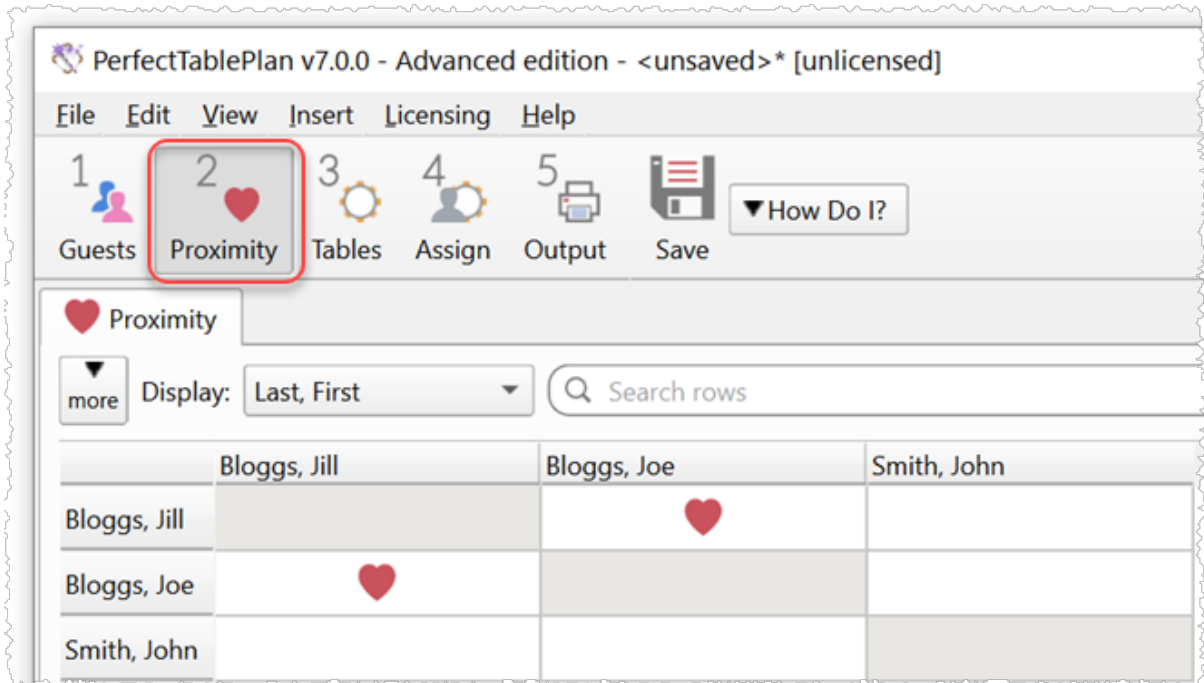 PerfectTablePlan v7.0.0 - Advanced edition - <unsaved>* [unlicensed]
File Edit View Insert Licensing Help
1 2 3 4 5
▼How Do I?
Guests Proximity Tables Assign Output Save
Proximity
▼
more Display: Last, First Search rows
Bloggs, Jill Bloggs, Joe Smith, John
Bloggs, Jill
Bloggs, Joe
Smith, John